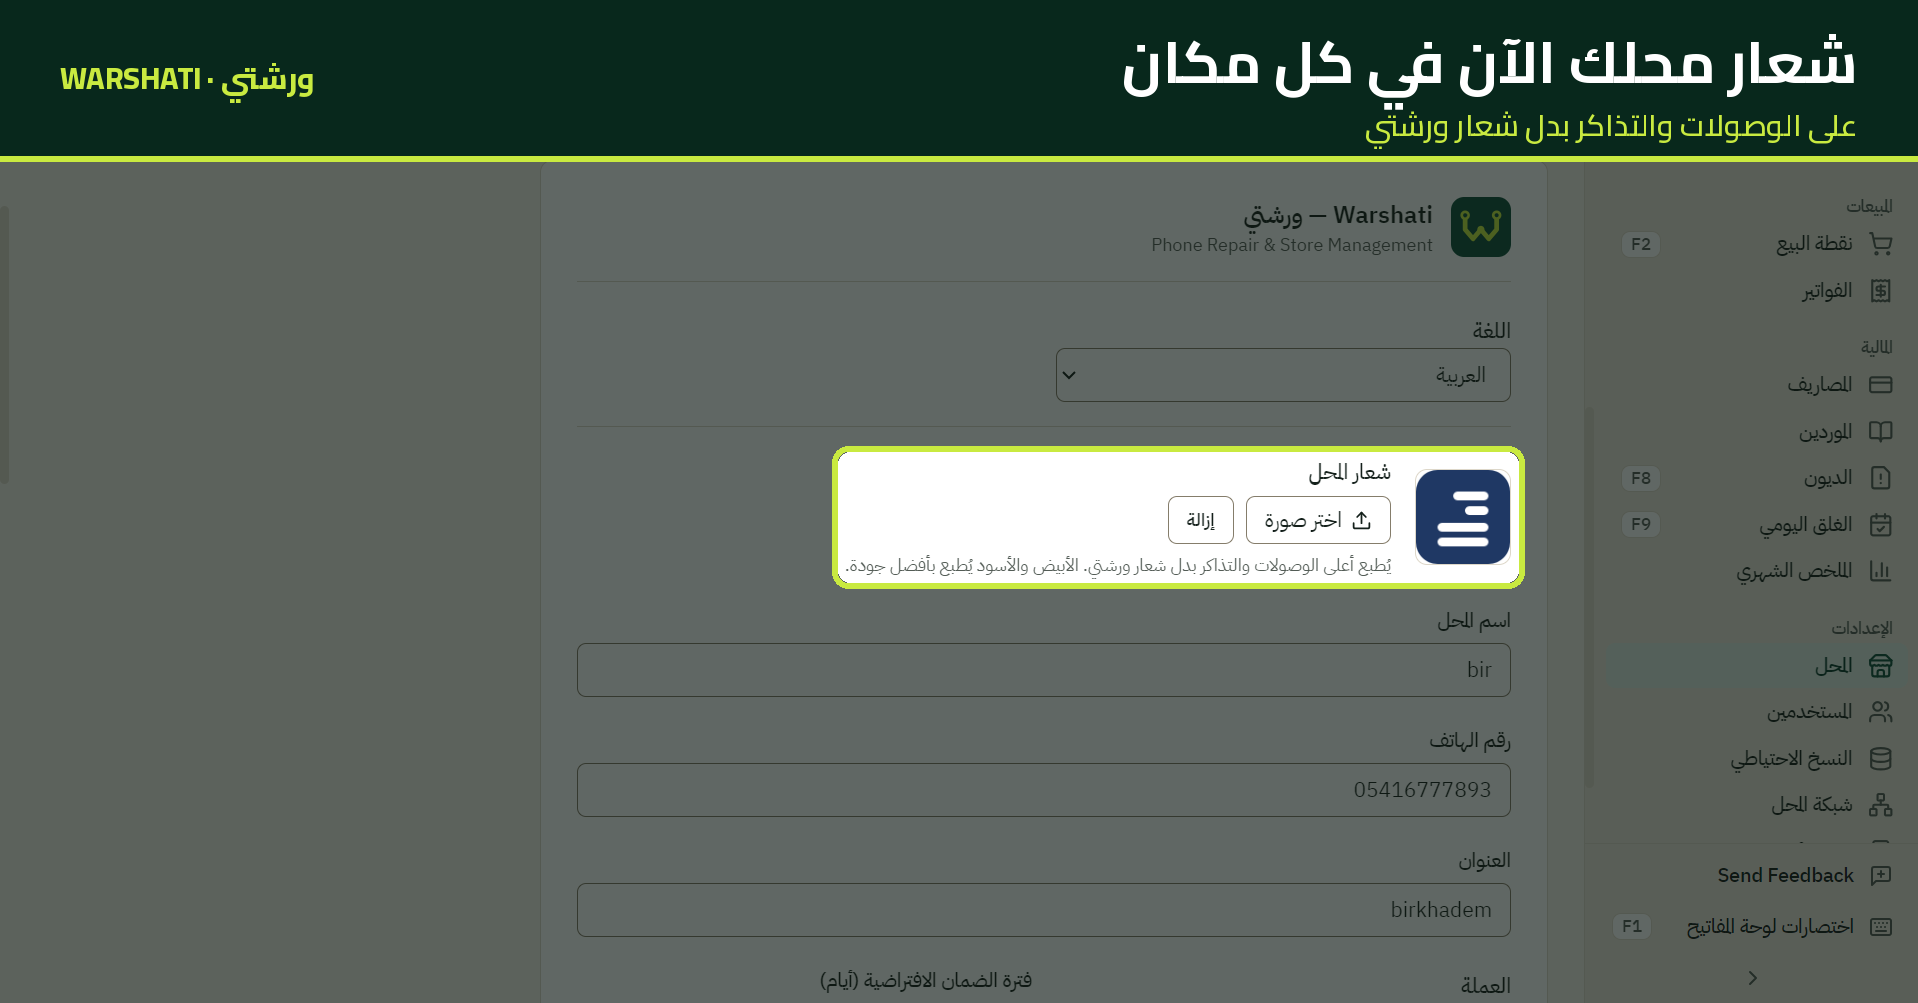 شعار محلك الآن في كل مكان
على الوصولات والتذاكر بدل شعار ورشتي
ورشتي · WARSHATI
المبيعات
نقطة البيع F2
الفواتير
المالية
المصاريف
الموردين
الديون F8
الغلق اليومي F9
الملخص الشهري
الإعدادات
المحل
المستخدمين
النسخ الاحتياطي
شبكة المحل
Send Feedback
اختصارات لوحة المفاتيح F1
Warshati — ورشتي
Phone Repair & Store Management
اللغة
العربية
شعار المحل
اختر صورة
إزالة
يُطبع أعلى الوصولات والتذاكر بدل شعار ورشتي. الأبيض والأسود يُطبع بأفضل جودة.
اسم المحل
bir
رقم الهاتف
05416777893
العنوان
birkhadem
العملة
فترة الضمان الافتراضية (أيام)